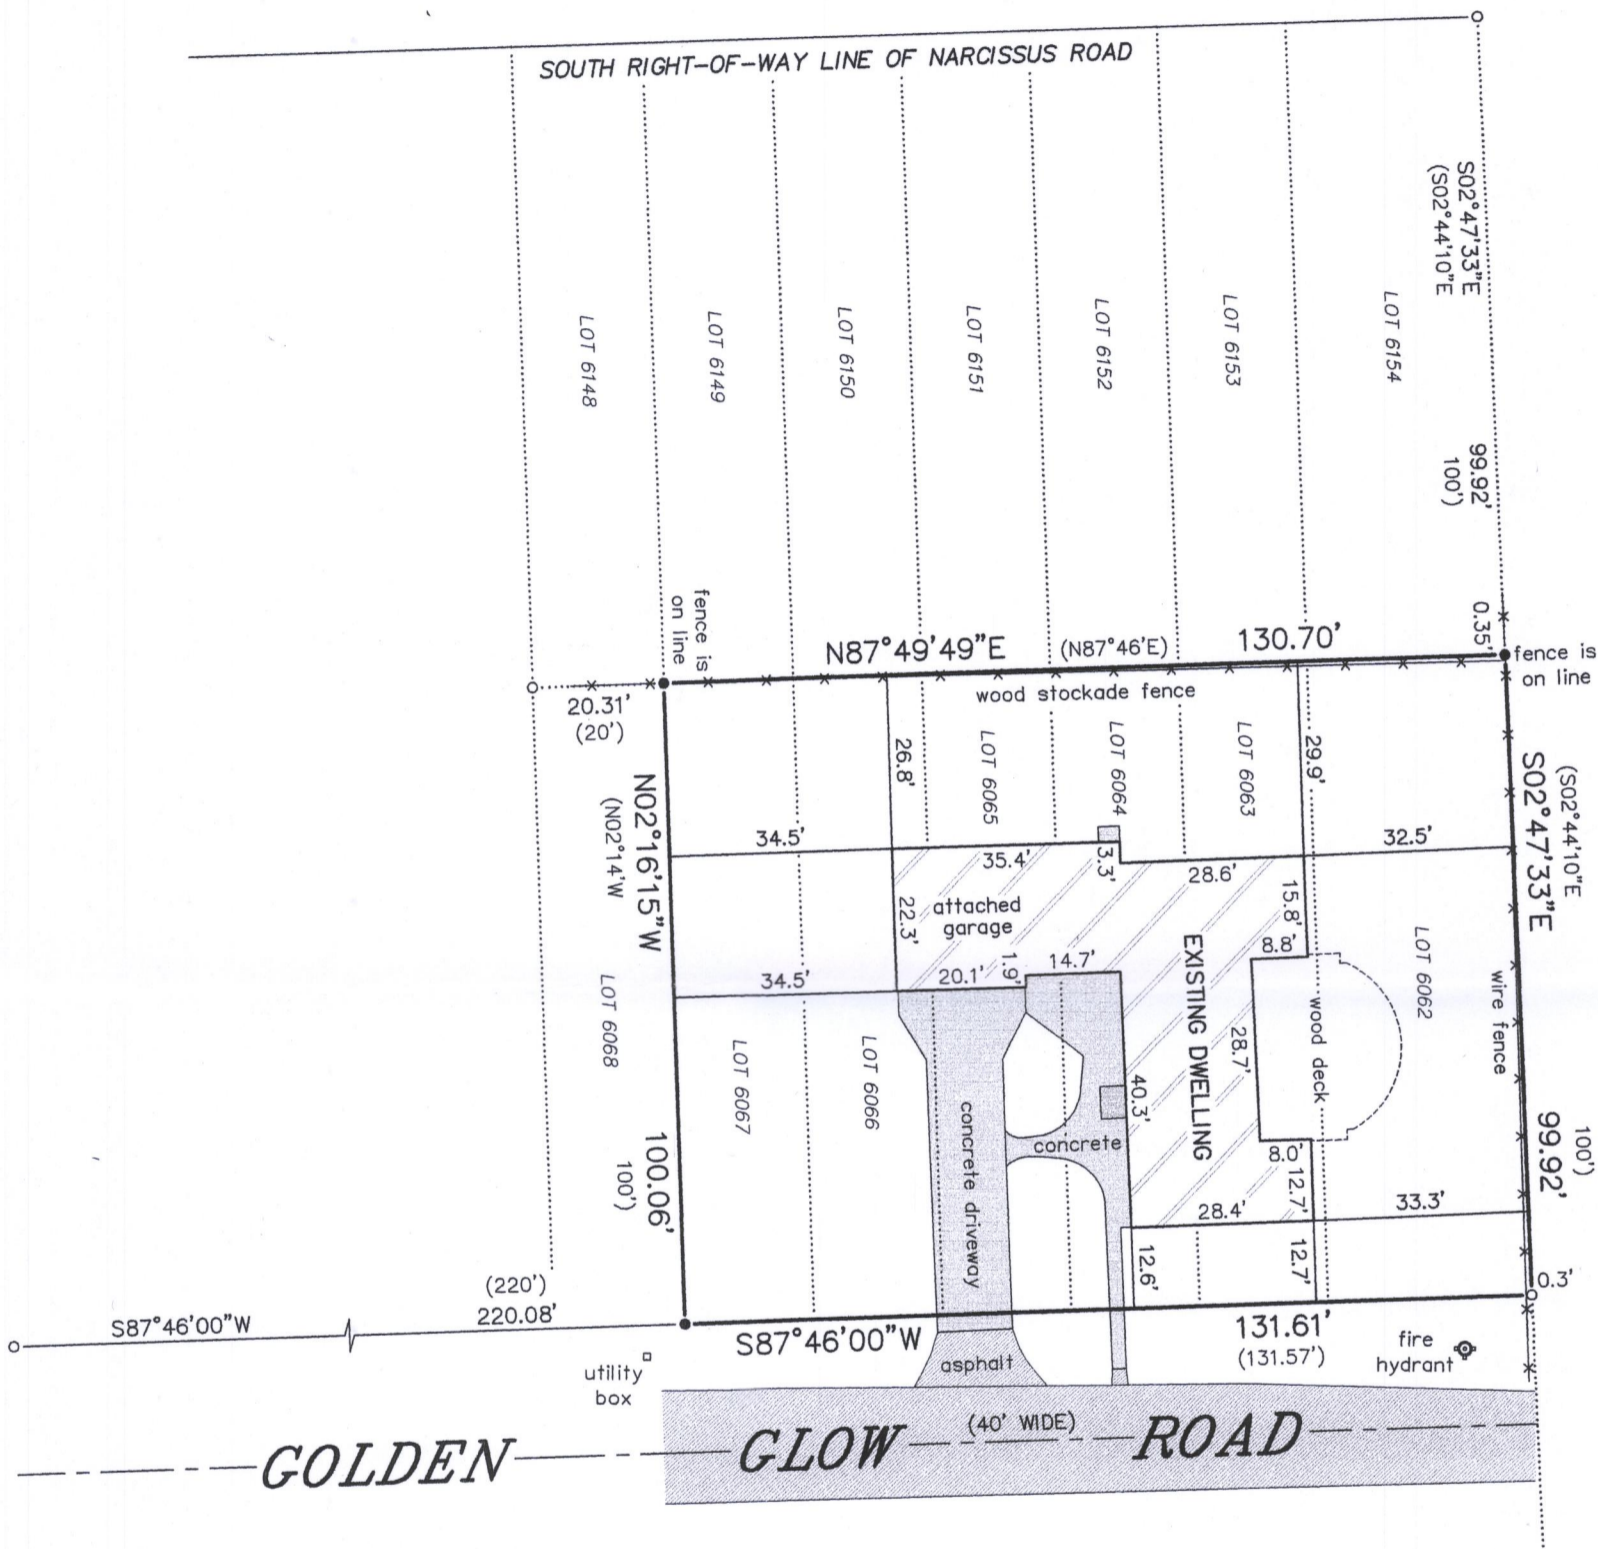 SOUTH RIGHT-OF-WAY LINE OF NARCISSUS ROAD
S02°47'33"E
(S02°44'10"E
LOT 6148
LOT 6149
LOT 6150
LOT 6151
LOT 6152
LOT 6153
LOT 6154
99.92'
100')
fence is
on line
N87°49'49"E
(N87°46'E)
130.70'
0.35'
fence is
on line
wood stockade fence
20.31'
(20')
N02°16'15"W
(N02°14'W
26.8'
LOT 6065
LOT 6064
LOT 6063
29.9'
(S02°44'10"E
S02°47'33"E
34.5'
35.4'
3.3'
28.6'
32.5'
22.3'
attached
garage
15.8'
8.8'
EXISTING DWELLING
LOT 6062
wire fence
34.5'
20.1'
1.9'
14.7'
LOT 6068
LOT 6067
LOT 6066
28.7'
wood deck
40.3'
concrete driveway
concrete
100.06'
100')
99.92'
100')
8.0'
12.7'
28.4'
33.3'
12.6'
12.7'
0.3'
(220')
220.08'
S87°46'00"W
S87°46'00"W
131.61'
(131.57')
utility
box
asphalt
fire
hydrant
GOLDEN GLOW (40' WIDE) ROAD